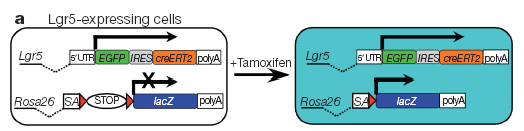 a Lgr5-expressing cells
Lgr5 5'UTR EGFP IRES creERT2 polyA
+Tamoxifen
Rosa26 SA STOP lacZ polyA
Lgr5 5'UTR EGFP IRES creERT2 polyA
Rosa26 SA lacZ polyA